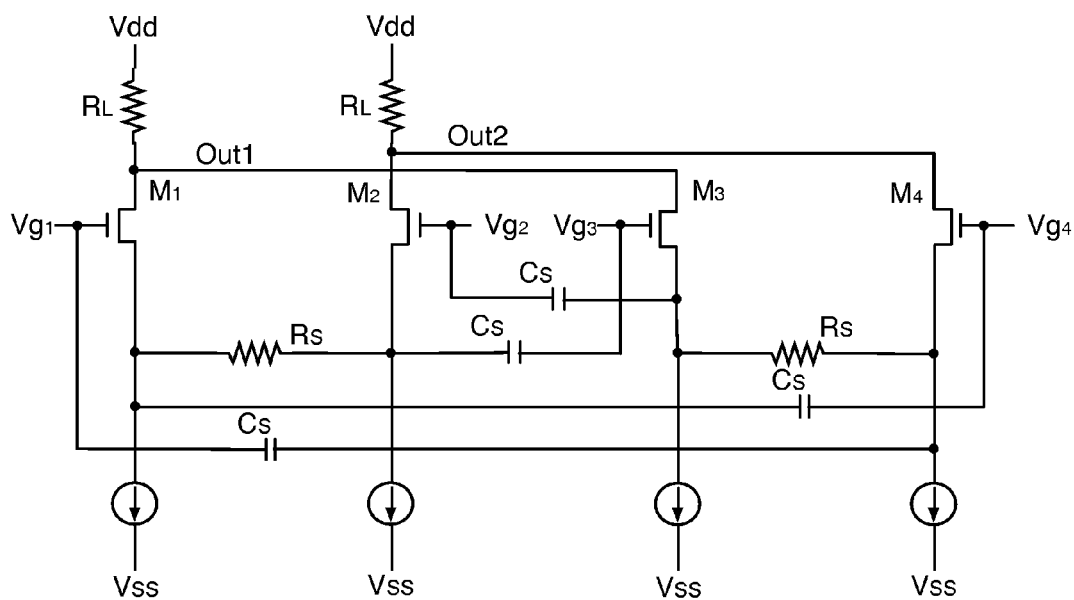 Vdd Vdd
RL RL
Out1 Out2
M1 M2 M3 M4
Vg1 Vg2 Vg3 Vg4
Cs
Rs Cs Rs
Cs
Cs
Vss Vss Vss Vss